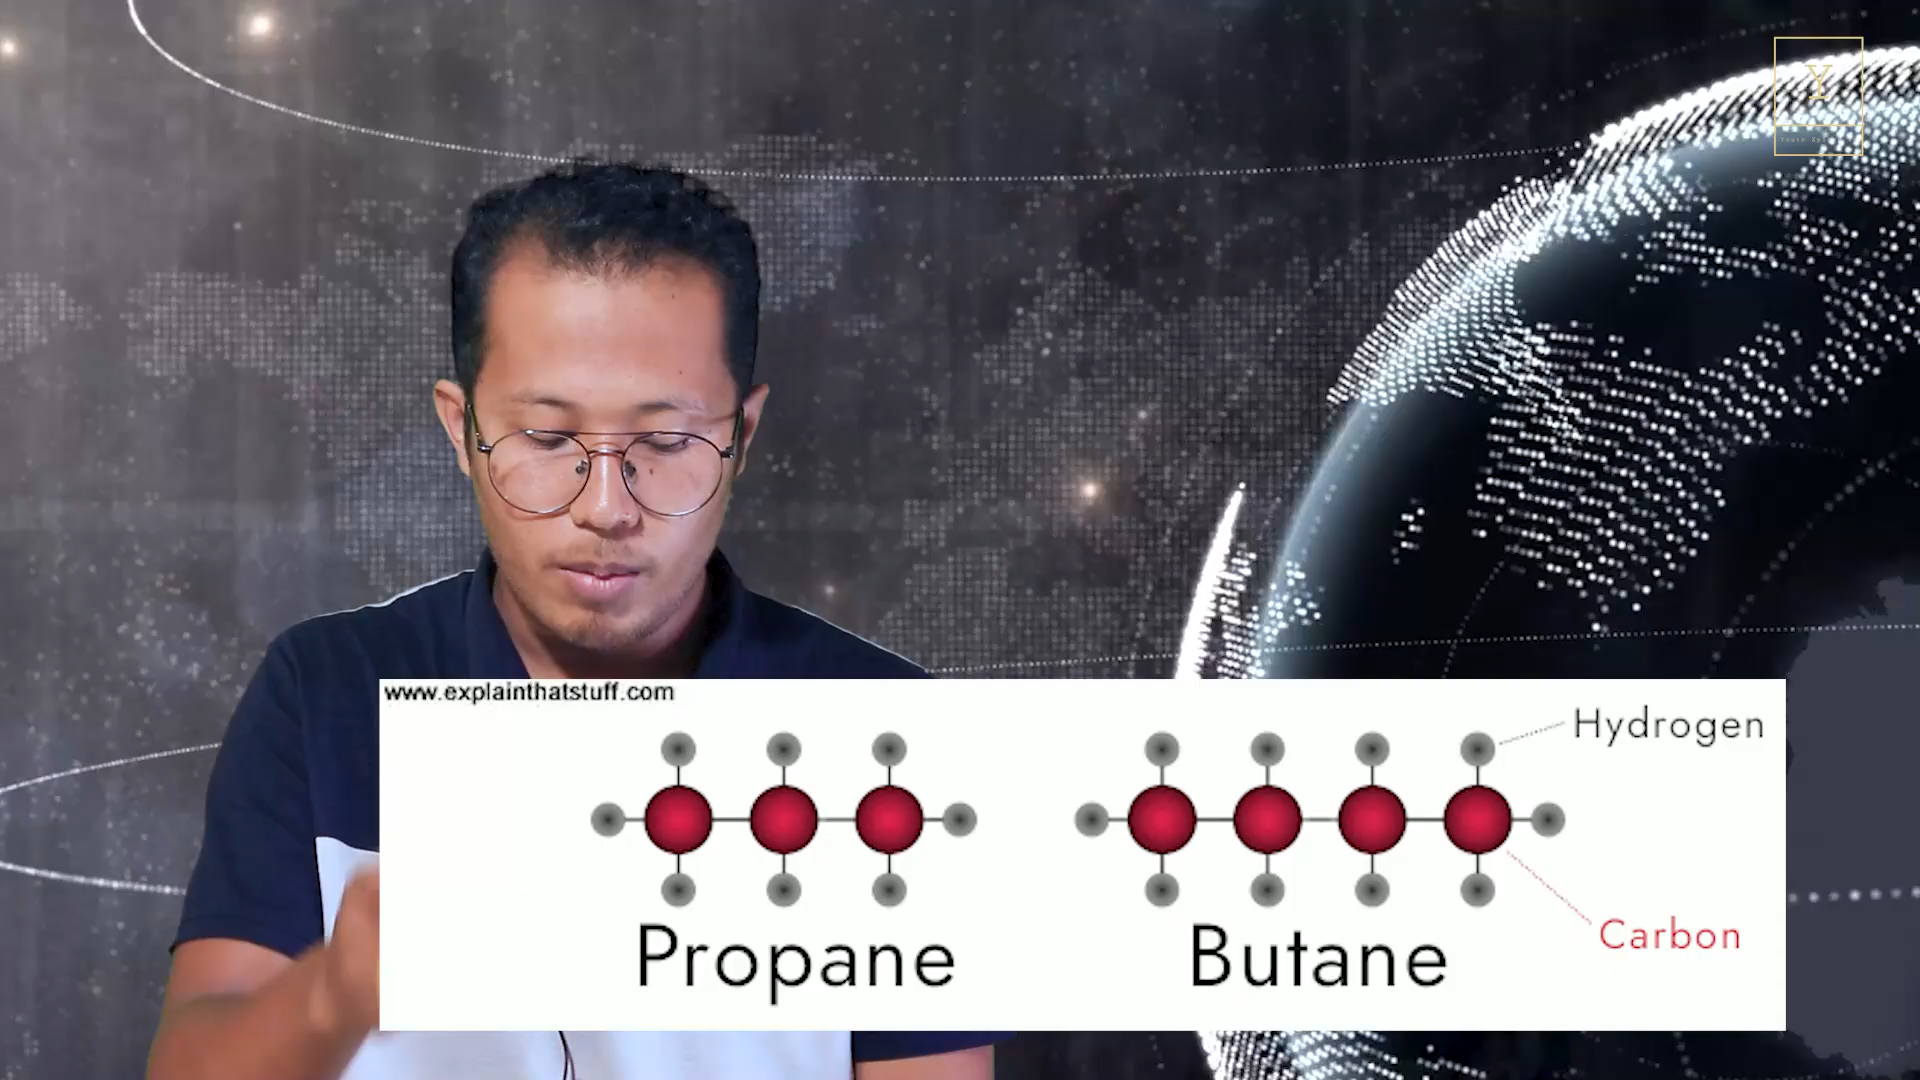 Y
www.explainthatstuff.com
Hydrogen
Carbon
Propane
Butane